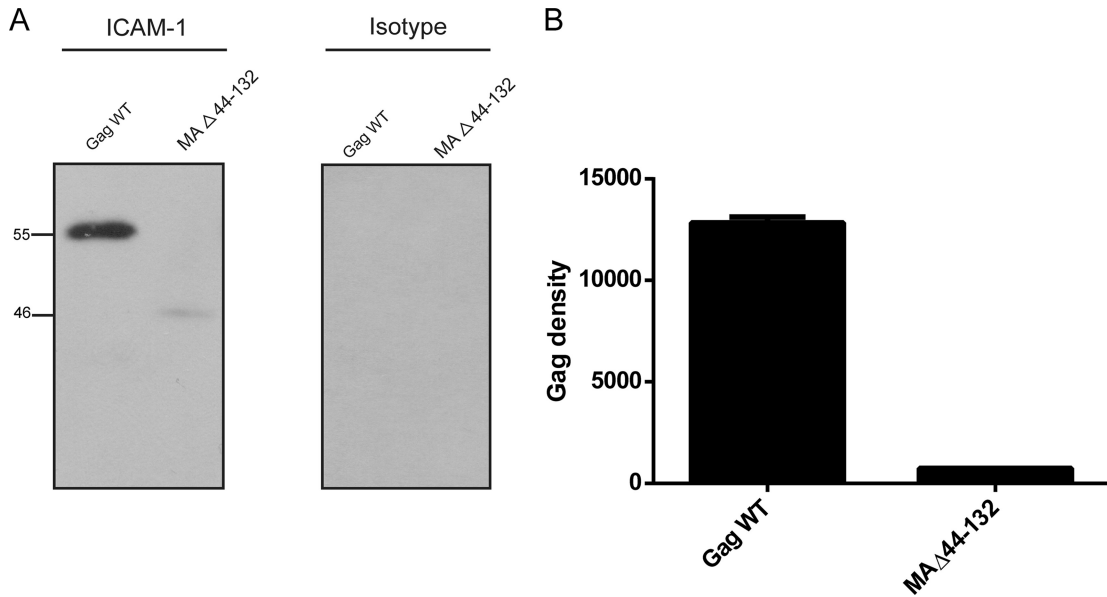 A
ICAM-1
Isotype
Gag WT
MA Δ 44-132
Gag WT
MA Δ 44-132
55
46
B
15000
10000
5000
0
Gag density
Gag WT
MAΔ44-132